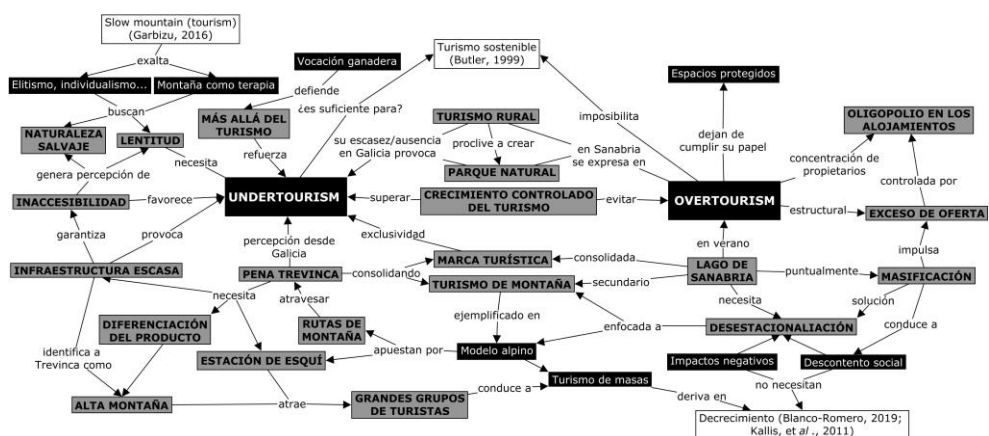 Slow mountain (tourism)
(Garbizu, 2016)
exalta
Elitismo, individualismo...
Montaña como terapia
buscan
NATURALEZA
SALVAJE
LENTITUD
genera percepción de
necesita
INACCESIBILIDAD
favorece
garantiza
provoca
INFRAESTRUCTURA ESCASA
Vocación ganadera
defiende
MÁS ALLÁ DEL
TURISMO
refuerza
UNDERTOURISM
¿es suficiente para?
Turismo sostenible
(Butler, 1999)
imposibilita
su escasez/ausencia
en Galicia provoca
TURISMO RURAL
proclive a crear
PARQUE NATURAL
en Sanabria
se expresa en
superar
CRECIMIENTO CONTROLADO
DEL TURISMO
evitar
OVERTOURISM
Espacios protegidos
dejan de
cumplir su papel
OLIGOPOLIO EN LOS
ALOJAMIENTOS
concentración de
propietarios
controlada por
estructural
EXCESO DE OFERTA
exclusividad
percepción desde
Galicia
PENA TREVINCA
consolidando
MARCA TURÍSTICA
consolidada
TURISMO DE MONTAÑA
secundario
en verano
LAGO DE
SANABRIA
puntualmente
MASIFICACIÓN
impulsa
necesita
atravesar
necesita
solución
conduce a
DIFERENCIACIÓN
DEL PRODUCTO
RUTAS DE
MONTAÑA
ejemplificado en
enfocada a
DESESTACIONALIACIÓN
identifica a
Trevinca como
ESTACIÓN DE ESQUÍ
apuestan por
Modelo alpino
Impactos negativos
Descontento social
Turismo de masas
no necesitan
ALTA MONTAÑA
atrae
GRANDES GRUPOS
DE TURISTAS
conduce a
deriva en
Decrecimiento (Blanco-Romero, 2019;
Kallis, et al ., 2011)